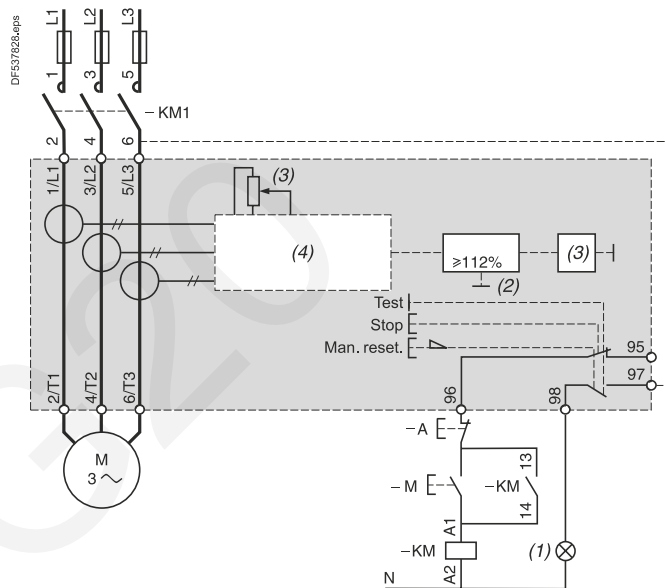 DF537828.eps
L1
L2
L3
1
3
5
– KM1
2
4
6
1/L1
3/L2
5/L3
(3)
(4)
≥112%
(3)
(2)
Test
Stop
Man. reset.
95
97
2/T1
4/T2
6/T3
96
98
– A
M
3
– M
– KM
13
14
A1
– KM
A2
(1)
N